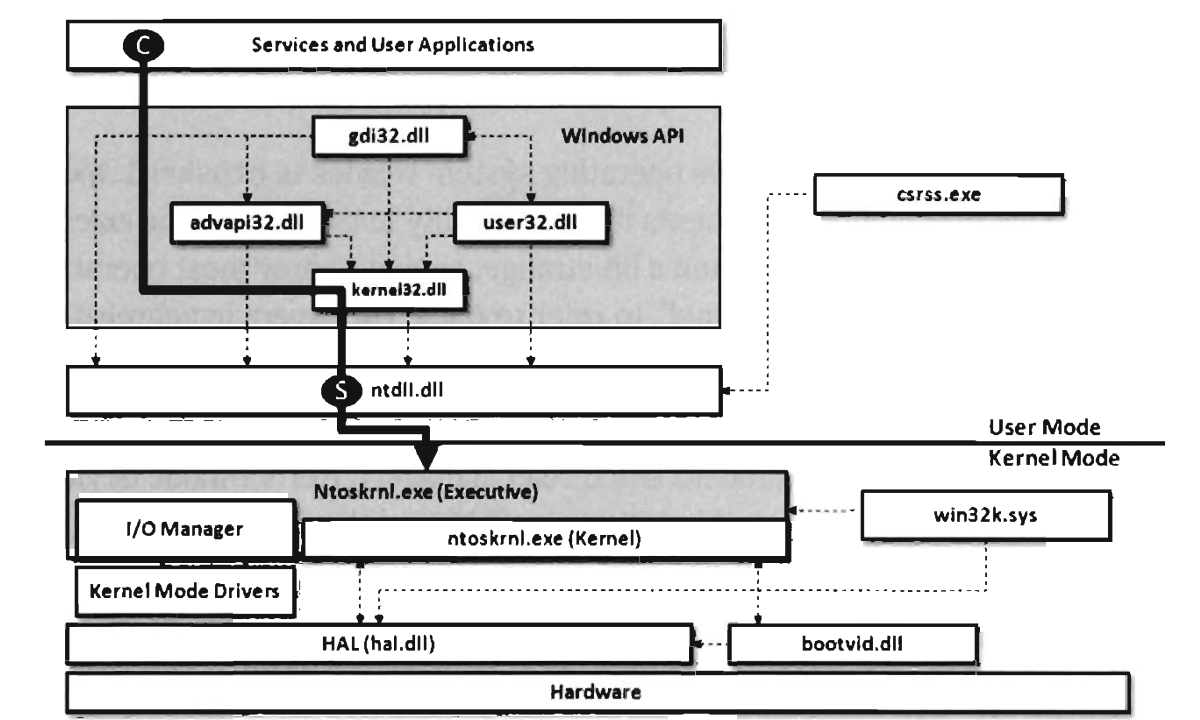 C
Services and User Applications
gdi32.dll
Windows API
csrss.exe
advapi32.dll
user32.dll
kernel32.dll
S
ntdll.dll
User Mode
Kernel Mode
Ntoskrnl.exe (Executive)
I/O Manager
win32k.sys
ntoskrnl.exe (Kernel)
Kernel Mode Drivers
HAL (hal.dll)
bootvid.dll
Hardware